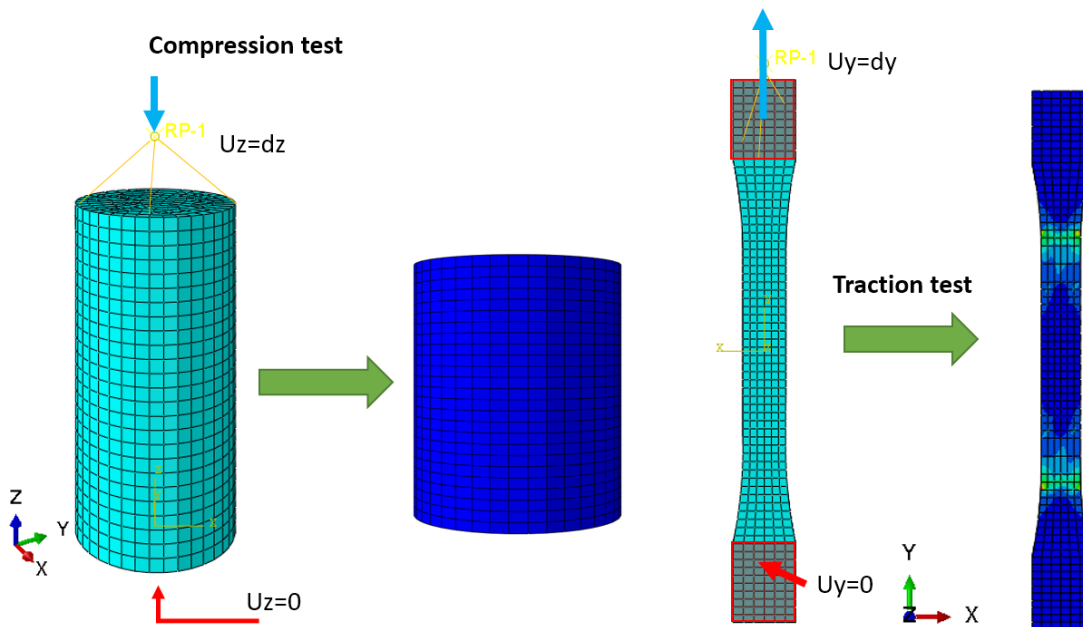 Compression test
RP-1
Uz=dz
Uz=0
Z
Y
X
RP-1
Uy=dy
Traction test
Uy=0
X
Y
Z
X